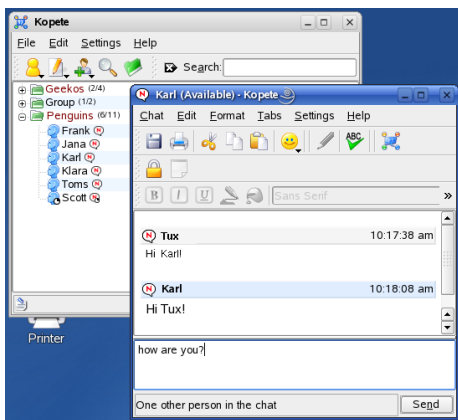 Kopete
File Edit Settings Help
Search:
Geekos (2/4)
Group (1/2)
Penguins (6/11)
Frank
Jana
Karl
Klara
Toms
Scott
Printer
Karl (Available) - Kopete
Chat Edit Format Tabs Settings Help
ABC
B I U Sans Serif »
N Tux 10:17:38 am
Hi Karl!
N Karl 10:18:08 am
Hi Tux!
how are you?
One other person in the chat Send